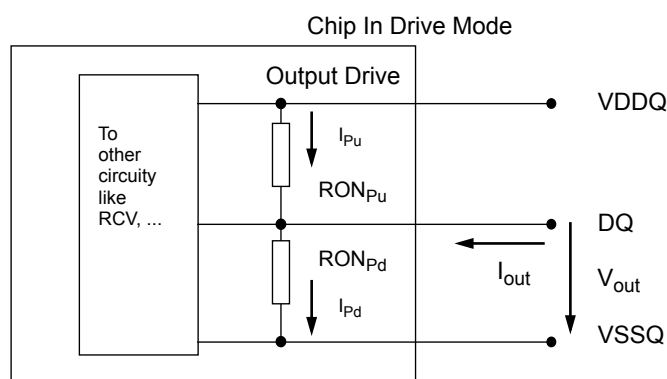 Chip In Drive Mode
Output Drive
VDDQ
To
other
circuity
like
RCV, ...
IPu
RONPu
DQ
RONPd
Iout
Vout
IPd
VSSQ